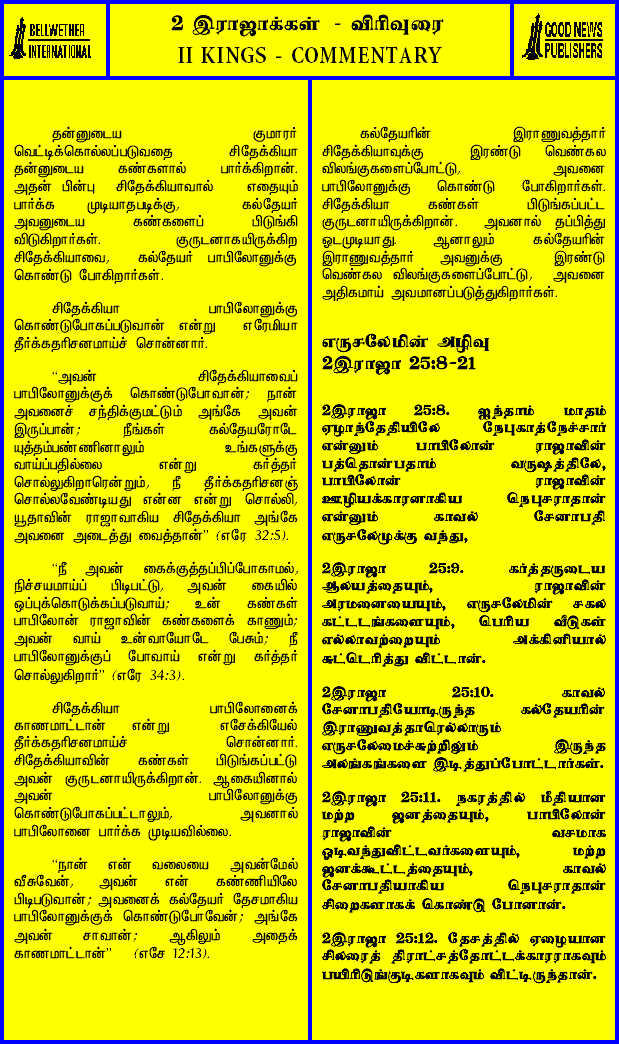 BELLWETHER
INTERNATIONAL
2 இராஜாக்கள் - விரிவுரை
II KINGS - COMMENTARY
GOOD NEWS
PUBLISHERS
தன்னுடைய குமாரர்
வெட்டிக்கொல்லப்படுவதை சிதேக்கியா
தன்னுடைய கண்களால் பார்க்கிறான்.
அதன் பின்பு சிதேக்கியாவால் எதையும்
பார்க்க முடியாதபடிக்கு, கல்தேயர்
அவனுடைய கண்களைப் பிடுங்கி
விடுகிறார்கள். குருடனாகயிருக்கிற
சிதேக்கியாவை, கல்தேயர் பாபிலோனுக்கு
கொண்டு போகிறார்கள்.
சிதேக்கியா பாபிலோனுக்கு
கொண்டுபோகப்படுவான் என்று எரேமியா
தீர்க்கதரிசனமாய்ச் சொன்னார்.
“அவன் சிதேக்கியாவைப்
பாபிலோனுக்குக் கொண்டுபோவான்; நான்
அவனைச் சந்திக்குமட்டும் அங்கே அவன்
இருப்பான்; நீங்கள் கல்தேயரோடே
யுத்தம்பண்ணினாலும் உங்களுக்கு
வாய்ப்பதில்லை என்று கர்த்தர்
சொல்லுகிறாரென்றும், நீ தீர்க்கதரிசனஞ்
சொல்லவேண்டியது என்ன என்று சொல்லி,
யூதாவின் ராஜாவாகிய சிதேக்கியா அங்கே
அவனை அடைத்து வைத்தான்” (எரே 32:5).
“நீ அவன் கைக்குத்தப்பிப்போகாமல்,
நிச்சயமாய்ப் பிடிபட்டு, அவன் கையில்
ஒப்புக்கொடுக்கப்படுவாய்; உன் கண்கள்
பாபிலோன் ராஜாவின் கண்களைக் காணும்;
அவன் வாய் உன்வாயோடே பேசும்; நீ
பாபிலோனுக்குப் போவாய் என்று கர்த்தர்
சொல்லுகிறார்” (எரே 34:3).
சிதேக்கியா பாபிலோனைக்
காணமாட்டான் என்று எசேக்கியேல்
தீர்க்கதரிசனமாய்ச் சொன்னார்.
சிதேக்கியாவின் கண்கள் பிடுங்கப்பட்டு
அவன் குருடனாயிருக்கிறான். ஆகையினால்
அவன் பாபிலோனுக்கு
கொண்டுபோகப்பட்டாலும், அவனால்
பாபிலோனை பார்க்க முடியவில்லை.
“நான் என் வலையை அவன்மேல்
வீசுவேன், அவன் என் கண்ணியிலே
பிடிபடுவான்; அவனைக் கல்தேயர் தேசமாகிய
பாபிலோனுக்குக் கொண்டுபோவேன்; அங்கே
அவன் சாவான்; ஆகிலும் அதைக்
காணமாட்டான்” (எசே 12:13).
கல்தேயரின் இராணுவத்தார்
சிதேக்கியாவுக்கு இரண்டு வெண்கல
விலங்குகளைப்போட்டு, அவனை
பாபிலோனுக்கு கொண்டு போகிறார்கள்.
சிதேக்கியா கண்கள் பிடுங்கப்பட்ட
குருடனாயிருக்கிறான். அவனால் தப்பித்து
ஓடமுடியாது. ஆனாலும் கல்தேயரின்
இராணுவத்தார் அவனுக்கு இரண்டு
வெண்கல விலங்குகளைப்போட்டு, அவனை
அதிகமாய் அவமானப்படுத்துகிறார்கள்.
எருசலேமின் அழிவு
2இராஜா 25:8-21
2இராஜா 25:8. ஐந்தாம் மாதம்
ஏழாந்தேதியிலே நேபுகாத்நேச்சார்
என்னும் பாபிலோன் ராஜாவின்
பத்தொன்பதாம் வருஷத்திலே,
பாபிலோன் ராஜாவின்
ஊழியக்காரனாகிய நெபுசராதான்
என்னும் காவல் சேனாபதி
எருசலேமுக்கு வந்து,
2இராஜா 25:9. கர்த்தருடைய
ஆலயத்தையும், ராஜாவின்
அரமனையையும், எருசலேமின் சகல
கட்டடங்களையும், பெரிய வீடுகள்
எல்லாவற்றையும் அக்கினியால்
சுட்டெரித்து விட்டான்.
2இராஜா 25:10. காவல்
சேனாபதியோடிருந்த கல்தேயரின்
இராணுவத்தாரெல்லாரும்
எருசலேமைச்சுற்றிலும் இருந்த
அலங்கங்களை இடித்துப்போட்டார்கள்.
2இராஜா 25:11. நகரத்தில் மீதியான
மற்ற ஜனத்தையும், பாபிலோன்
ராஜாவின் வசமாக
ஓடிவந்துவிட்டவர்களையும், மற்ற
ஜனக்கூட்டத்தையும், காவல்
சேனாபதியாகிய நெபுசராதான்
சிறைகளாகக் கொண்டு போனான்.
2இராஜா 25:12. தேசத்தில் ஏழையான
சிலரைத் திராட்சத்தோட்டக்காரராகவும்
பயிரிடுங்குடிகளாகவும் விட்டிருந்தான்.